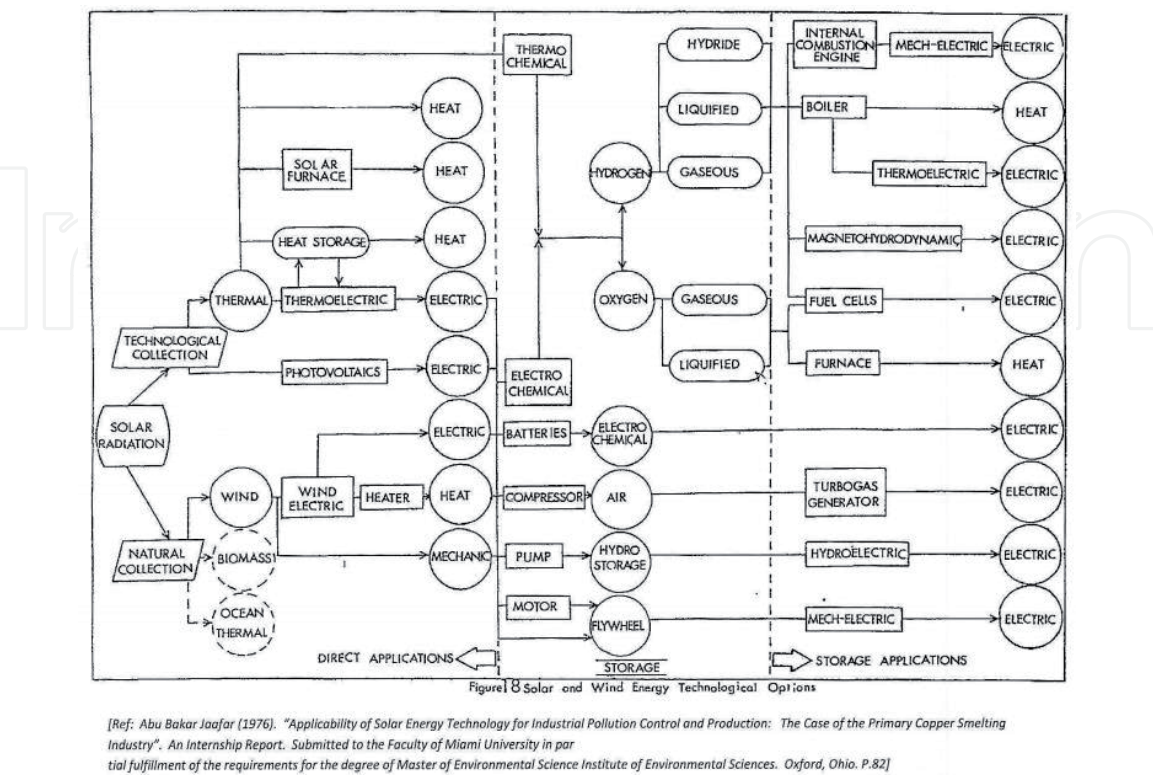 THERMO
CHEMICAL
HEAT
SOLAR
FURNACE
HEAT
HEAT STORAGE
HEAT
THERMAL
THERMOELECTRIC
ELECTRIC
TECHNOLOGICAL
COLLECTION
PHOTOVOLTAICS
ELECTRIC
SOLAR
RADIATION
ELECTRIC
WIND
WIND
ELECTRIC
HEATER
HEAT
NATURAL
COLLECTION
BIOMASS
MECHANIC
OCEAN
THERMAL
DIRECT APPLICATIONS
HYDRIDE
LIQUIFIED
HYDROGEN
GASEOUS
OXYGEN
GASEOUS
LIQUIFIED
ELECTRO
CHEMICAL
BATTERIES
ELECTRO
CHEMICAL
COMPRESSOR
AIR
PUMP
HYDRO
STORAGE
MOTOR
FLYWHEEL
STORAGE
INTERNAL
COMBUSTION
ENGINE
MECH-ELECTRIC
ELECTRIC
BOILER
HEAT
THERMOELECTRIC
ELECTRIC
MAGNETOHYDRODYNAMIC
ELECTRIC
FUEL CELLS
ELECTRIC
FURNACE
HEAT
ELECTRIC
TURBOGAS
GENERATOR
ELECTRIC
HYDROELECTRIC
ELECTRIC
MECH-ELECTRIC
ELECTRIC
STORAGE APPLICATIONS
Figure18 Solar and Wind Energy Technological Options
[Ref: Abu Bakar Jaafar (1976). "Applicability of Solar Energy Technology for Industrial Pollution Control and Production: The Case of the Primary Copper Smelting
Industry". An Internship Report. Submitted to the Faculty of Miami University in par
tial fulfillment of the requirements for the degree of Master of Environmental Science Institute of Environmental Sciences. Oxford, Ohio. P.82]